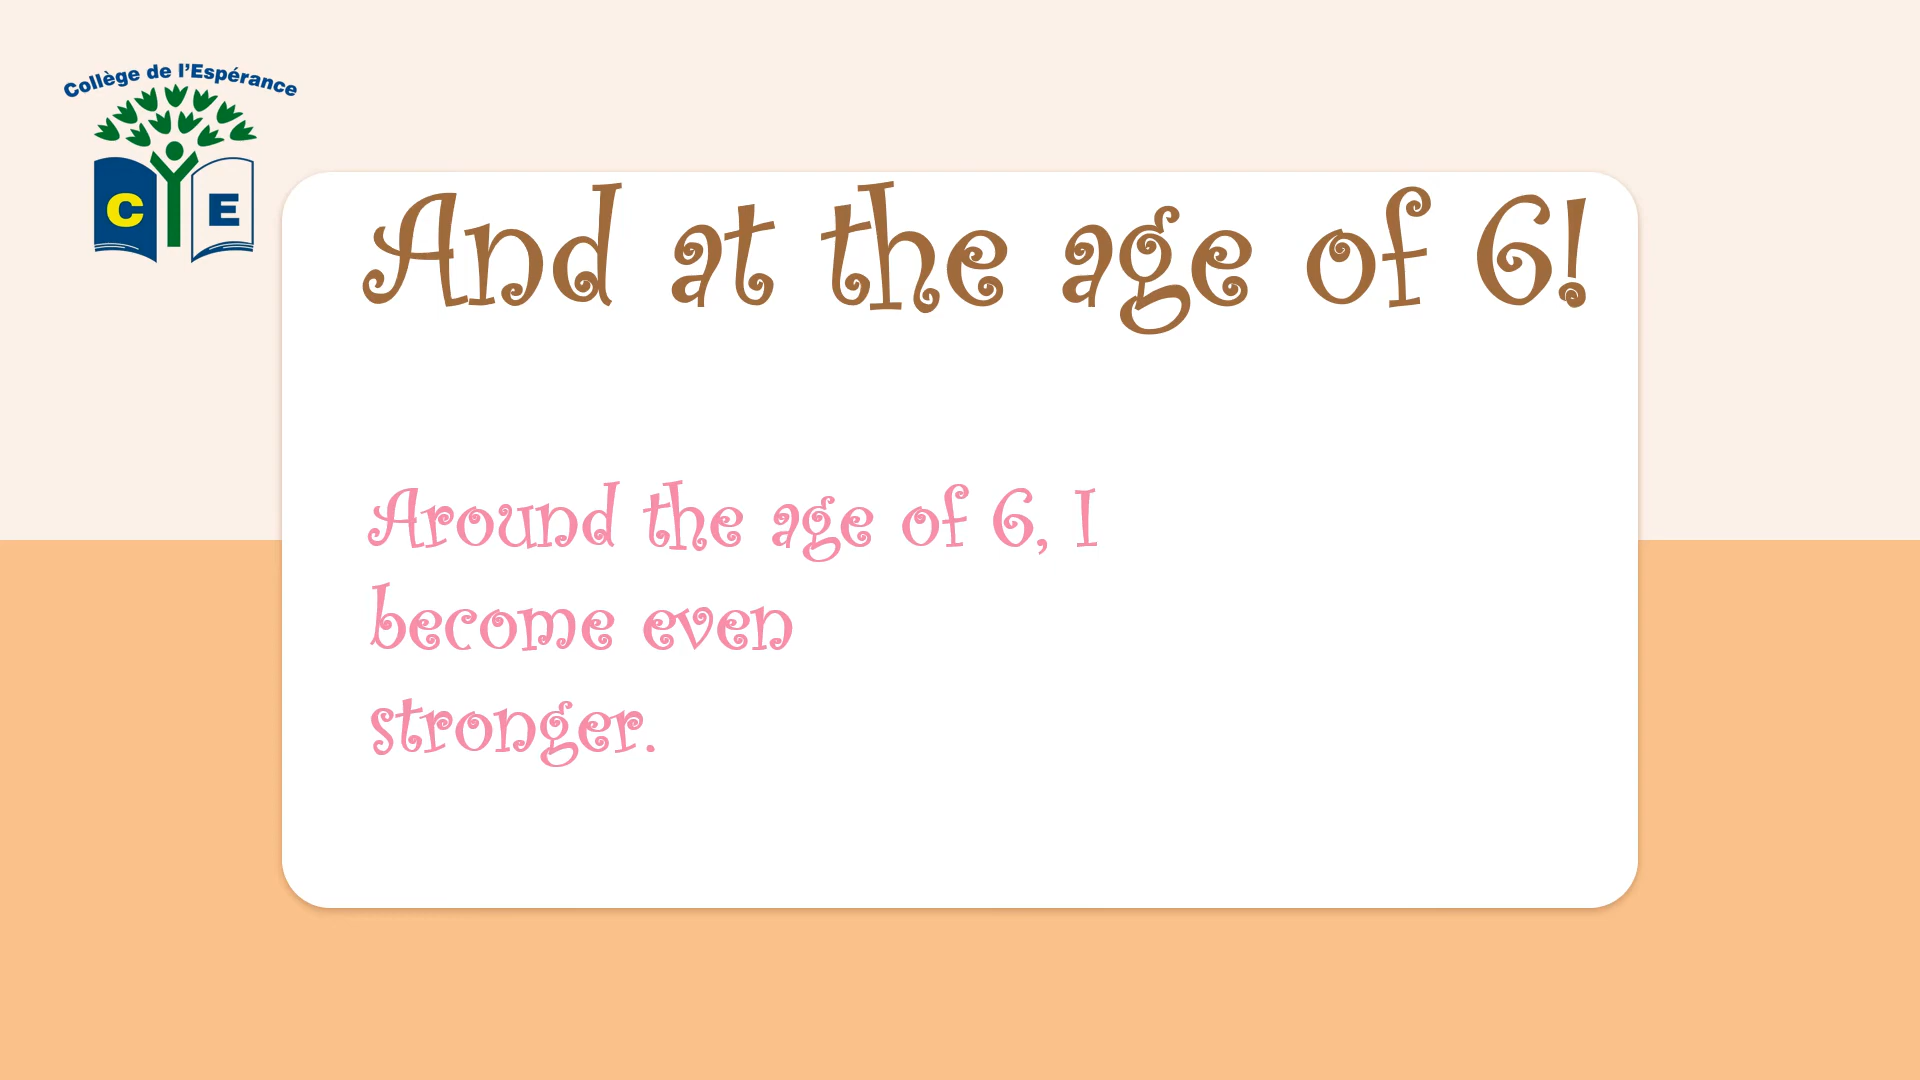 Collège de l'Espérance
C E
And at the age of 6!
Around the age of 6, I
become even
stronger.